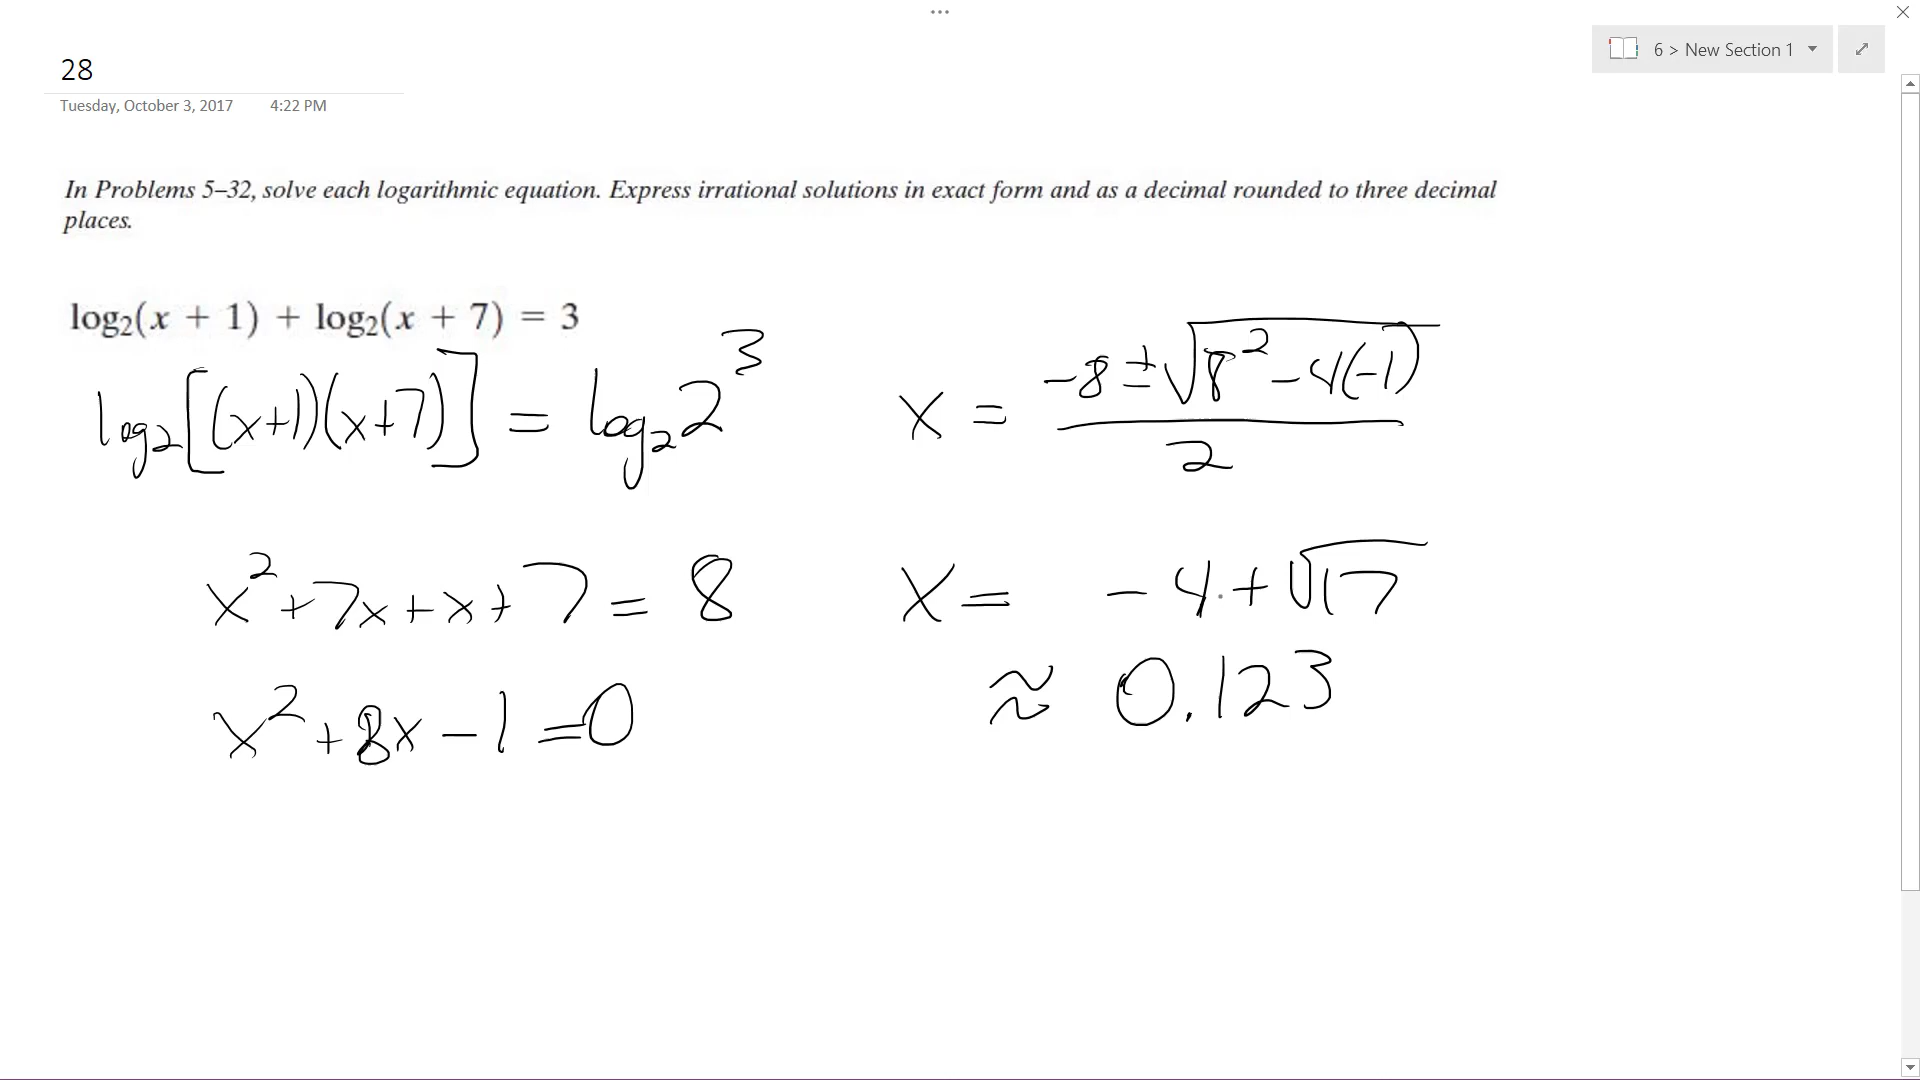 6 > New Section 1
28
Tuesday, October 3, 2017 4:22 PM
In Problems 5–32, solve each logarithmic equation. Express irrational solutions in exact form and as a decimal rounded to three decimal
places.
log₂(x + 1) + log₂(x + 7) = 3
log₂[(x+1)(x+7)] = log₂2³
x²+7x+x+7 = 8
x²+8x-1=0
x = (-8 ± √(8²-4(-1)))/2
x = -4+√17
≈ 0.123